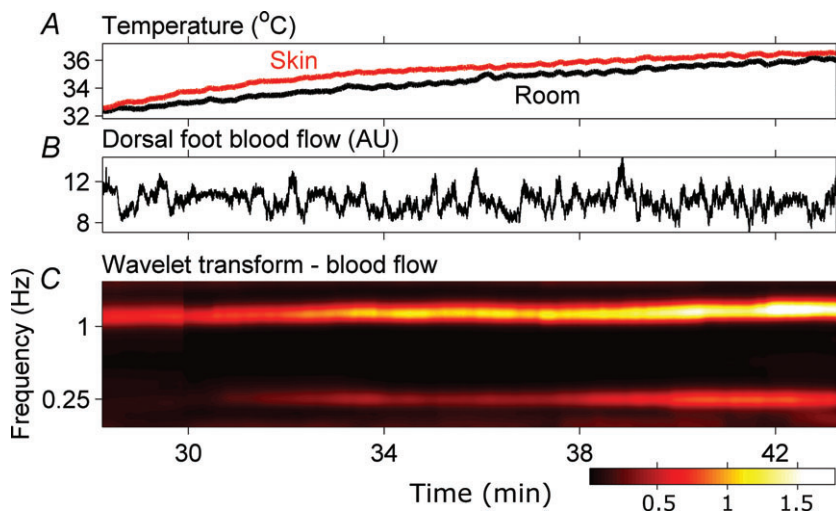 A Temperature (°C)
36
34
32
Skin
Room
B Dorsal foot blood flow (AU)
12
8
C Wavelet transform - blood flow
Frequency (Hz)
1
0.25
30 34 38 42
Time (min)
0.5 1 1.5